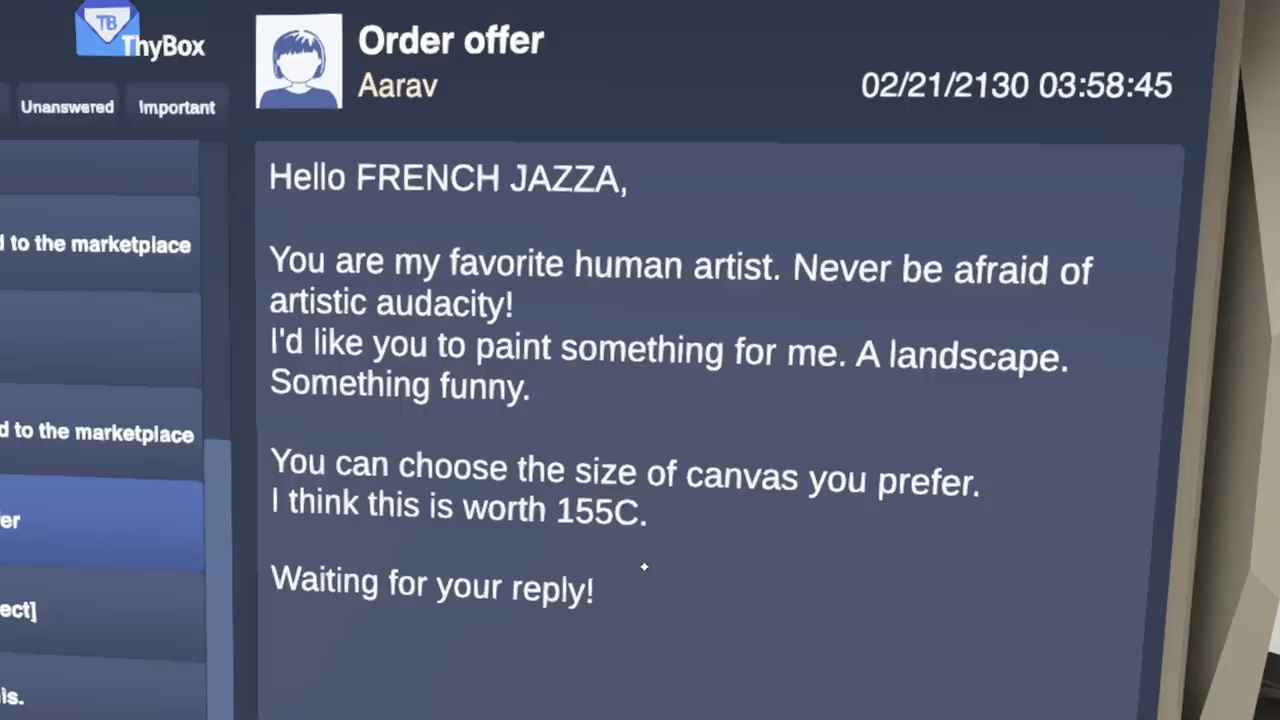 TB
ThyBox
Unanswered
Important
Order offer
Aarav
02/21/2130 03:58:45
to the marketplace
to the marketplace
Hello FRENCH JAZZA,
You are my favorite human artist. Never be afraid of
artistic audacity!
I'd like you to paint something for me. A landscape.
Something funny.
You can choose the size of canvas you prefer.
I think this is worth 155C.
Waiting for your reply!